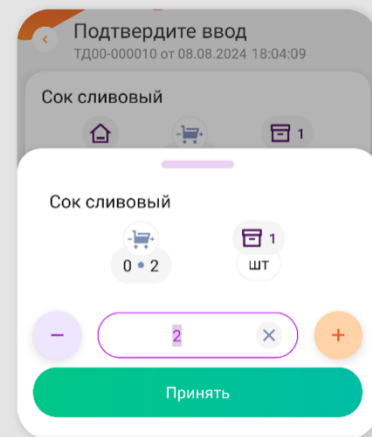 Подтвердите ввод
ТД00-000010 от 08.08.2024 18:04:09
Сок сливовый
1
Сок сливовый
0 • 2
1
шт
2
Принять